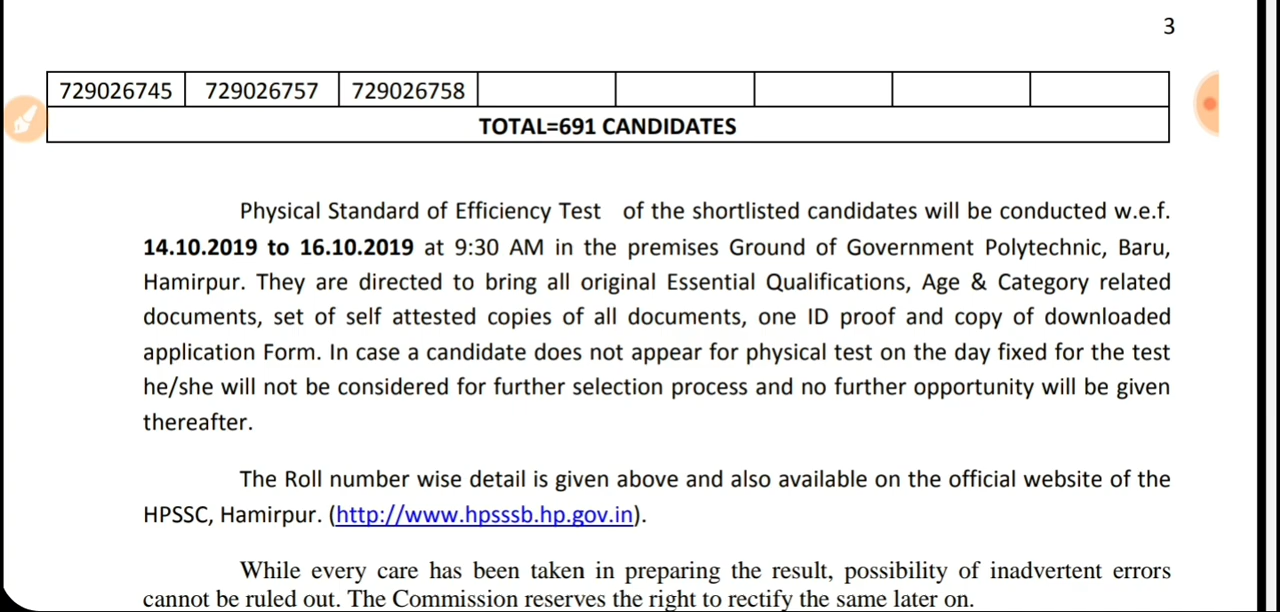 3
729026745 729026757 729026758
TOTAL=691 CANDIDATES
Physical Standard of Efficiency Test of the shortlisted candidates will be conducted w.e.f.
14.10.2019 to 16.10.2019 at 9:30 AM in the premises Ground of Government Polytechnic, Baru,
Hamirpur. They are directed to bring all original Essential Qualifications, Age & Category related
documents, set of self attested copies of all documents, one ID proof and copy of downloaded
application Form. In case a candidate does not appear for physical test on the day fixed for the test
he/she will not be considered for further selection process and no further opportunity will be given
thereafter.
The Roll number wise detail is given above and also available on the official website of the
HPSSC, Hamirpur. (http://www.hpsssb.hp.gov.in).
While every care has been taken in preparing the result, possibility of inadvertent errors
cannot be ruled out. The Commission reserves the right to rectify the same later on.